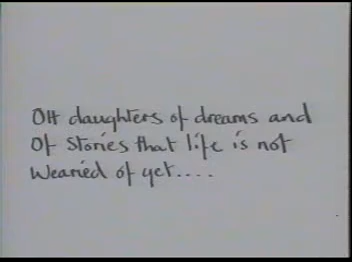 OH daughters of dreams and
Of Stories that life is not
Wearied of yet....